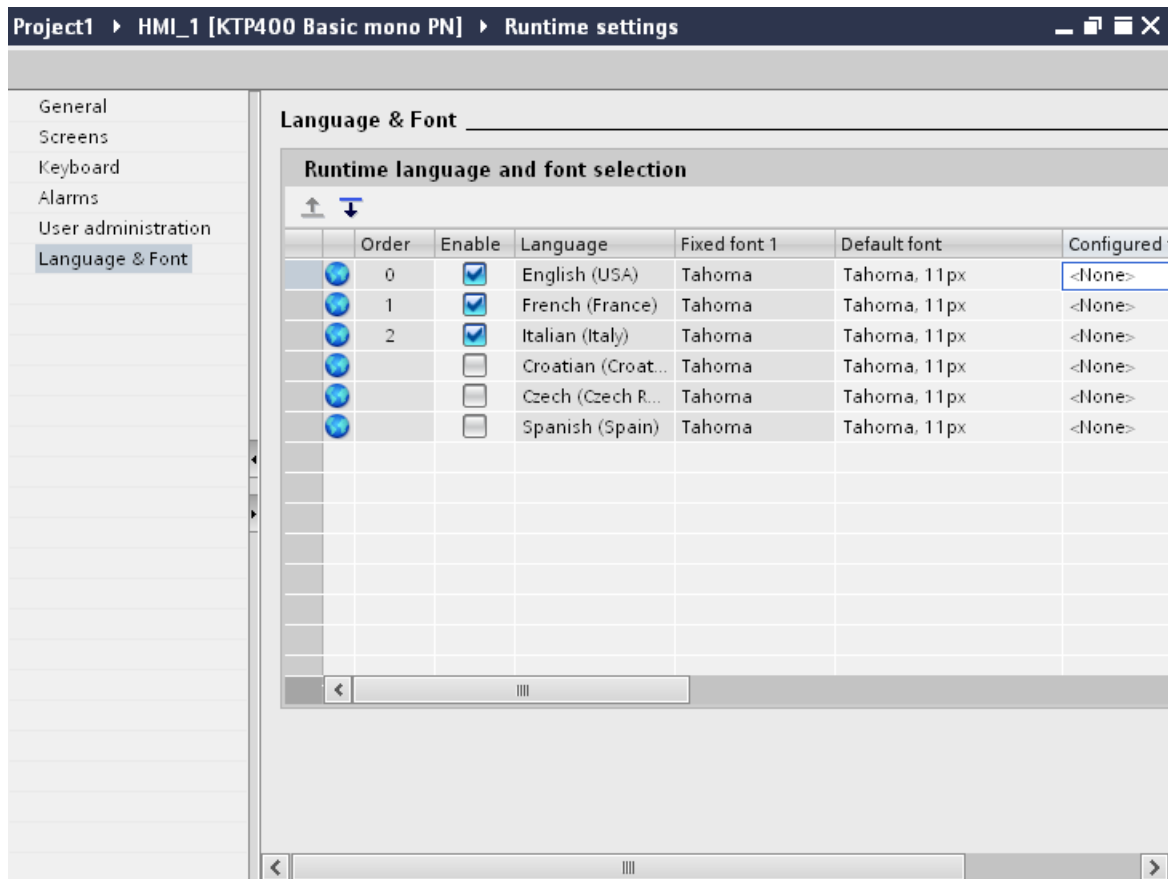 Project1 ▸ HMI_1 [KTP400 Basic mono PN] ▸ Runtime settings
General
Screens
Keyboard
Alarms
User administration
Language & Font
Language & Font
Runtime language and font selection
Order Enable Language Fixed font 1 Default font Configured
0 English (USA) Tahoma Tahoma, 11px <None>
1 French (France) Tahoma Tahoma, 11px <None>
2 Italian (Italy) Tahoma Tahoma, 11px <None>
Croatian (Croat... Tahoma Tahoma, 11px <None>
Czech (Czech R... Tahoma Tahoma, 11px <None>
Spanish (Spain) Tahoma Tahoma, 11px <None>